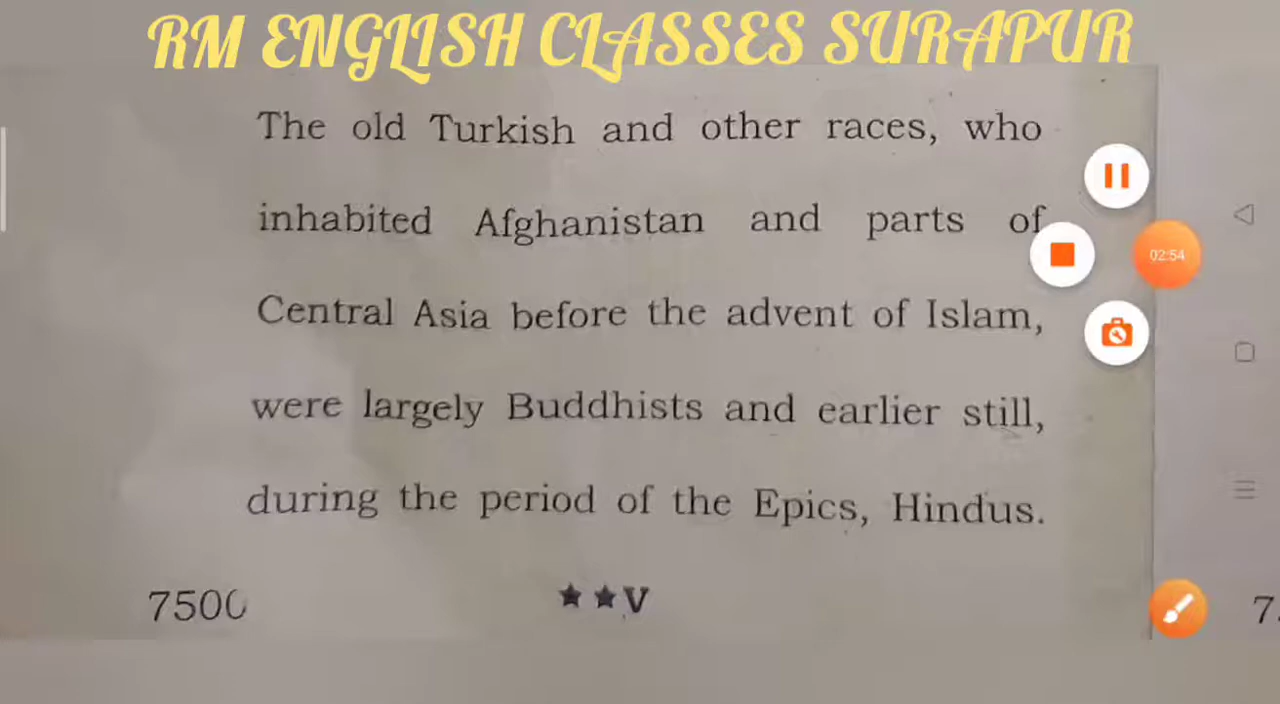 RM ENGLISH CLASSES SURAPUR
The old Turkish and other races, who
inhabited Afghanistan and parts of
Central Asia before the advent of Islam,
02:54
were largely Buddhists and earlier still,
during the period of the Epics, Hindus.
7500
★★V
7